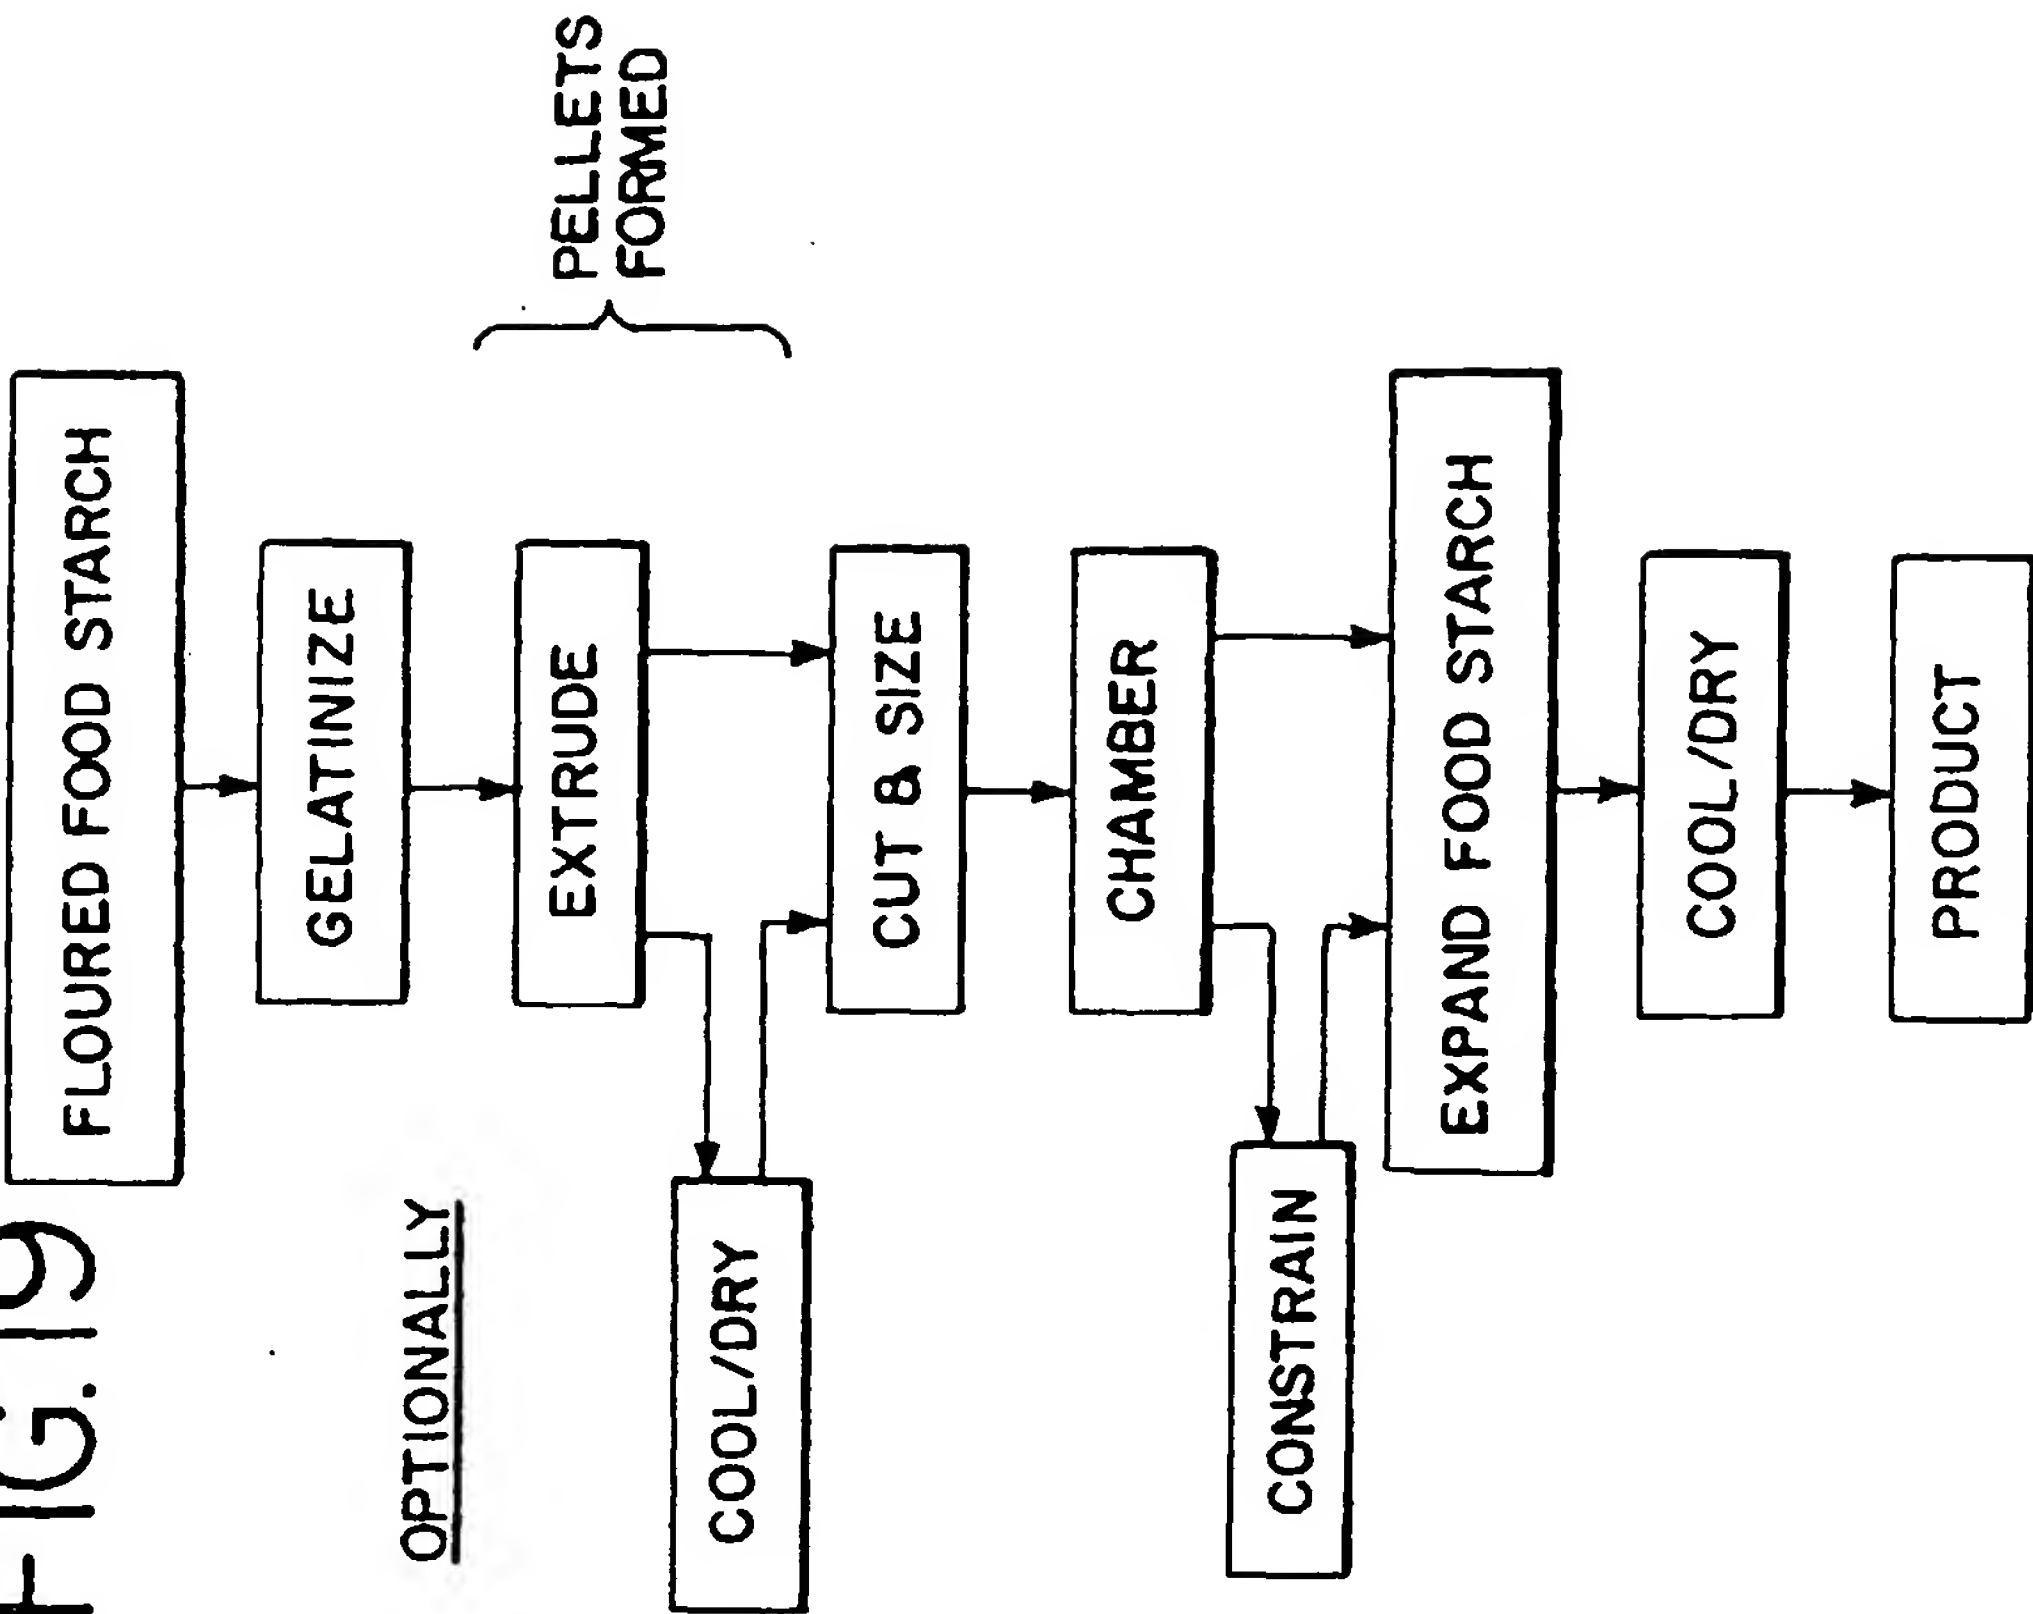 FIG. 19
FLOURED FOOD STARCH
GELATINIZE
OPTIONALLY
EXTRUDE
PELLETS
FORMED
COOL/DRY
CUT & SIZE
CHAMBER
CONSTRAIN
EXPAND FOOD STARCH
COOL/DRY
PRODUCT